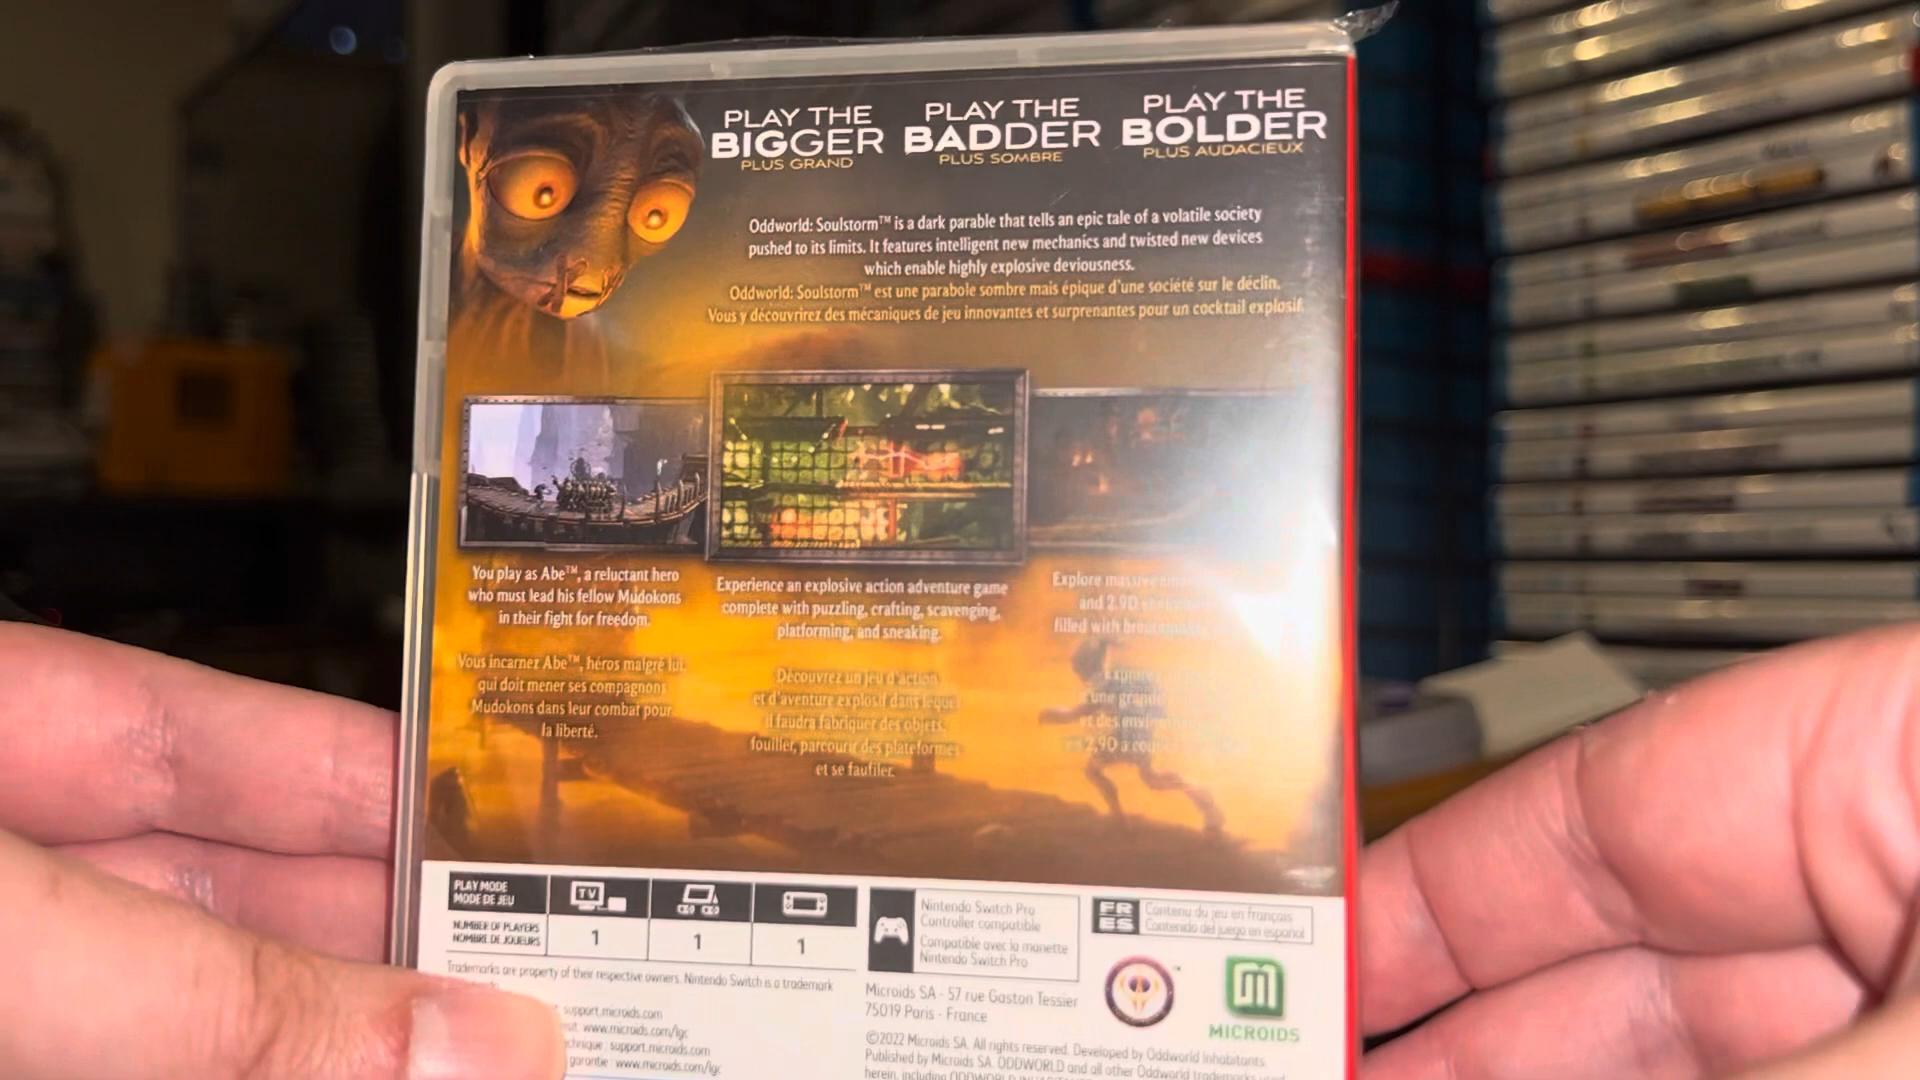 PLAY THE
BIGGER
PLUS GRAND
PLAY THE
BADDER
PLUS SOMBRE
PLAY THE
BOLDER
PLUS AUDACIEUX
Oddworld: Soulstorm™ is a dark parable that tells an epic tale of a volatile society
pushed to its limits. It features intelligent new mechanics and twisted new devices
which enable highly explosive deviousness.
Oddworld: Soulstorm™ est une parabole sombre mais épique d'une société sur le déclin.
Vous y découvrirez des mécaniques de jeu innovantes et surprenantes pour un cocktail explosif.
You play as Abe™, a reluctant hero
who must lead his fellow Mudokons
in their fight for freedom.
Vous incarnez Abe™, héros malgré lui,
qui doit mener ses compagnons
Mudokons dans leur combat pour
la liberté.
Experience an explosive action adventure game
complete with puzzling, crafting, scavenging,
platforming, and sneaking.
Découvrez un jeu d'action
et d'aventure explosif dans lequel
il faudra fabriquer des objets,
fouiller, parcourir des plateformes
et se faufiler.
Explore massive
and 2.9D
filled with
une grande
et des
2,9D à
PLAY MODE
MODE DE JEU
TV
NUMBER OF PLAYERS
NOMBRE DE JOUEURS
1
1
1
Nintendo Switch Pro
Controller compatible
Compatible avec la manette
Nintendo Switch Pro
FR
ES
Contenu du jeu en français
Contenido del juego en español
Trademarks are property of their respective owners. Nintendo Switch is a trademark
support.microids.com
www.microids.com/lgc
support.microids.com
garantie : www.microids.com/lgc
Microids SA - 57 rue Gaston Tessier
75019 Paris - France
MICROIDS
©2022 Microids SA. All rights reserved. Developed by Oddworld Inhabitants.
Published by Microids SA. ODDWORLD and all other Oddworld trademarks used
herein, including ODDWORLD